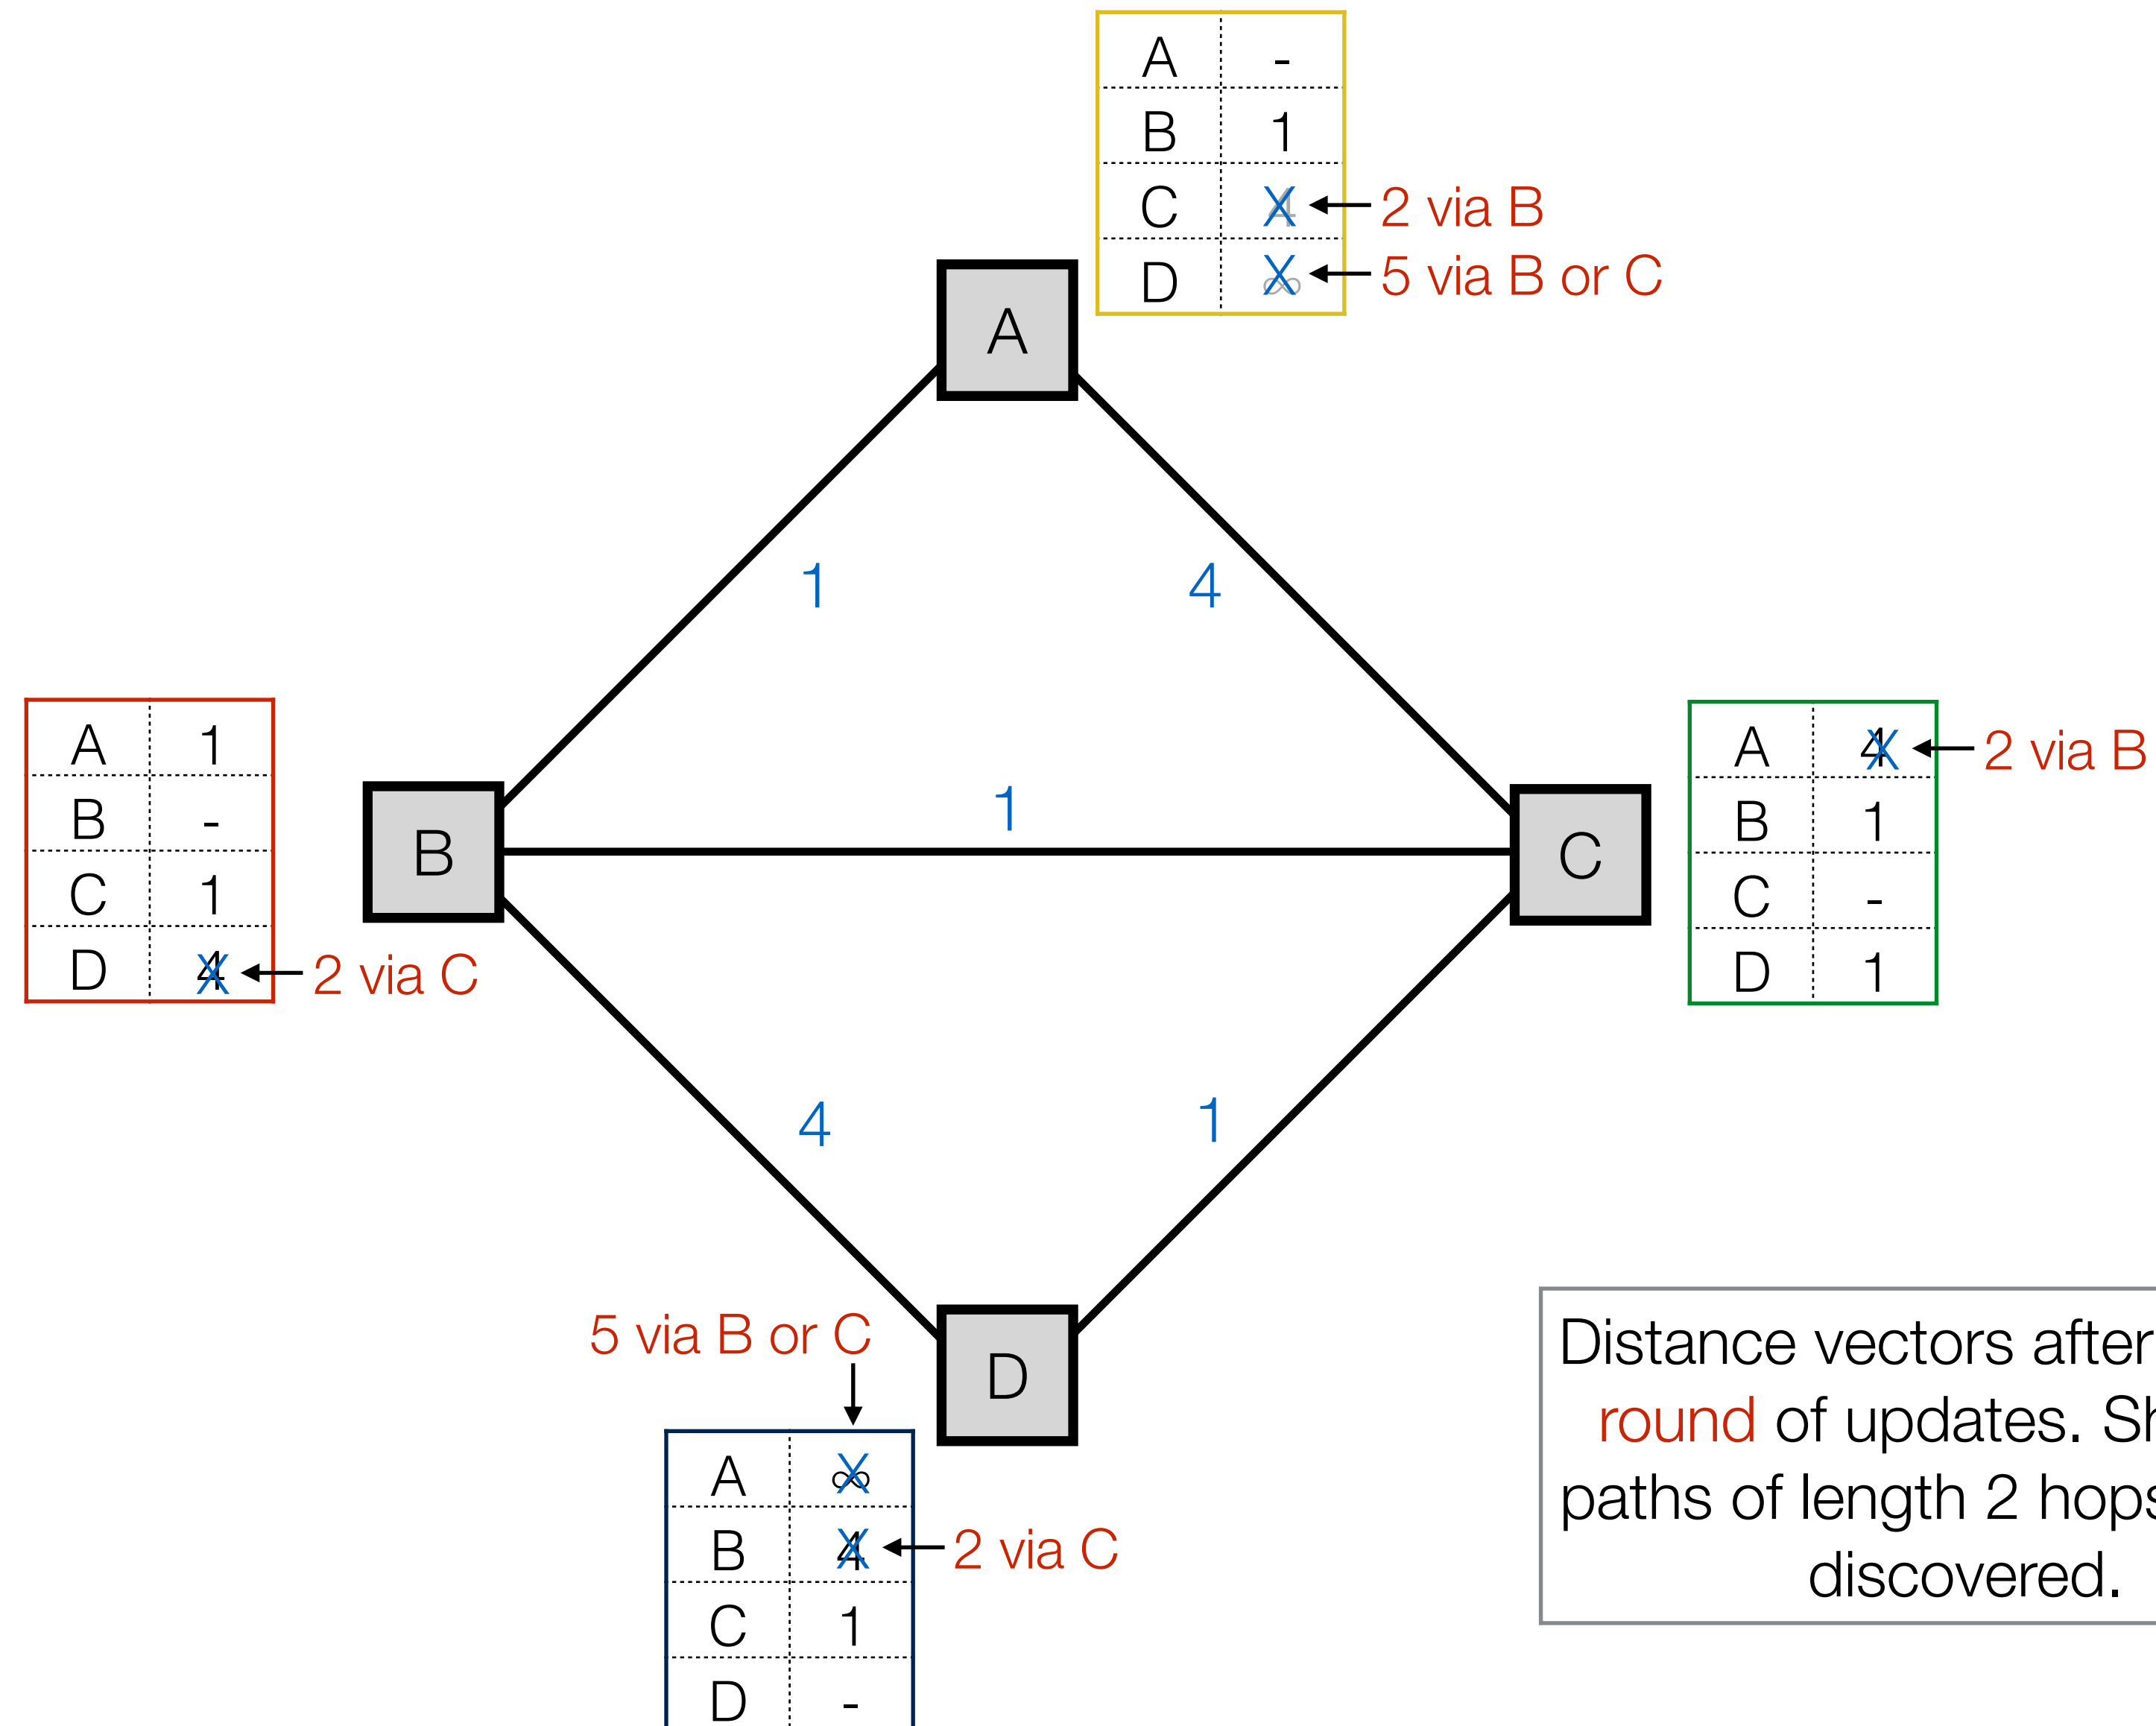 A -
B 1
C 4 2 via B
D ∞ 5 via B or C
A
1 4
A 1
B -
C 1
D 4 2 via C
B
1
C
A 4 2 via B
B 1
C -
D 1
4 1
5 via B or C
D
A ∞
B 4 2 via C
C 1
D -
Distance vectors after
round of updates.
paths of length 2
discovered.